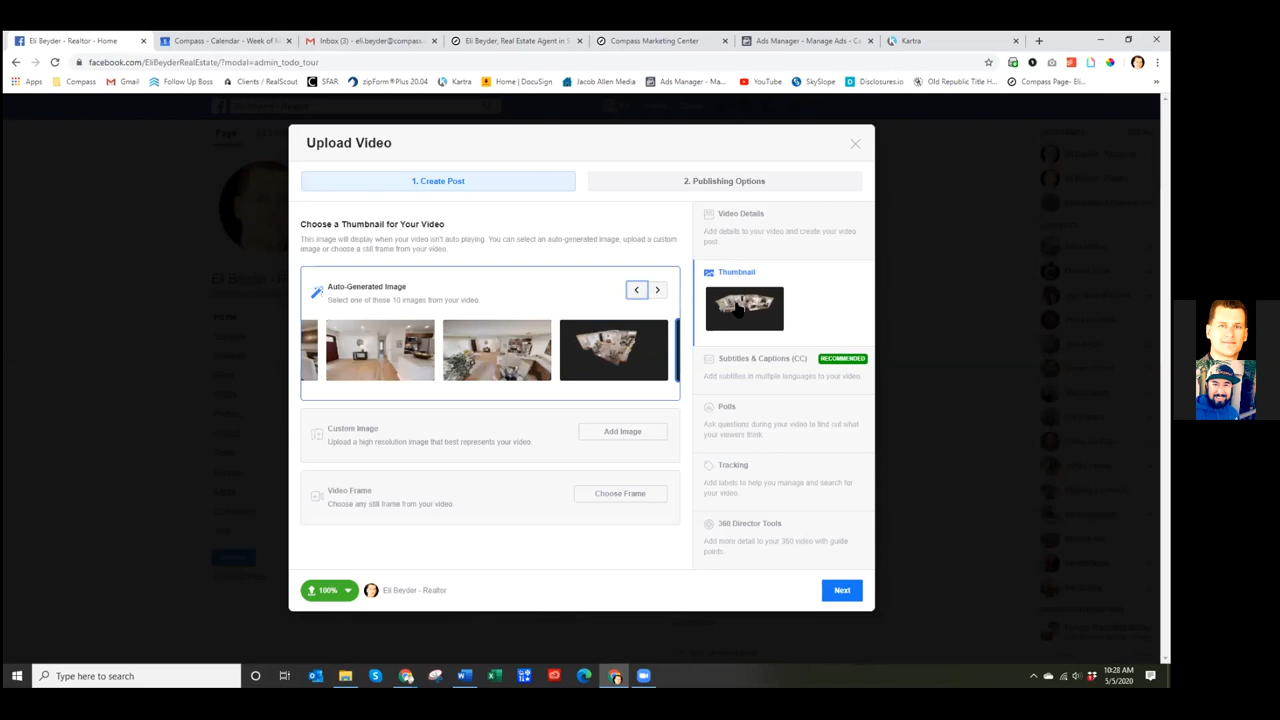 Eli Beyder - Realtor - Home
Compass - Calendar - Week of M
Inbox (3) - eli.beyder@compass
Eli Beyder, Real Estate Agent in S
Compass Marketing Center
Ads Manager - Manage Ads - Ca
Kartra
facebook.com/EliBeyderRealEstate/?modal=admin_todo_tour
Apps
Compass
Gmail
Follow Up Boss
Clients / RealScout
SFAR
zipForm®Plus 20.04
Kartra
Home | DocuSign
Jacob Allen Media
Ads Manager - Ma...
YouTube
SkySlope
Disclosures.io
Old Republic Title H...
Compass Page- Eli...
Page
Upload Video
1. Create Post
2. Publishing Options
Choose a Thumbnail for Your Video
This image will display when your video isn't auto playing. You can select an auto-generated image, upload a custom
image or choose a still frame from your video.
Auto-Generated Image
Select one of these 10 images from your video.
Custom Image
Upload a high resolution image that best represents your video.
Add Image
Video Frame
Choose any still frame from your video.
Choose Frame
Video Details
Add details to your video and create your video
post.
Thumbnail
Subtitles & Captions (CC)
RECOMMENDED
Add subtitles in multiple languages to your video.
Polls
Ask questions during your video to find out what
your viewers think.
Tracking
Add labels to help you manage and search for
your video.
360 Director Tools
Add more detail to your 360 video with guide
points.
100%
Eli Beyder - Realtor
Next
Type here to search
10:28 AM
5/5/2020